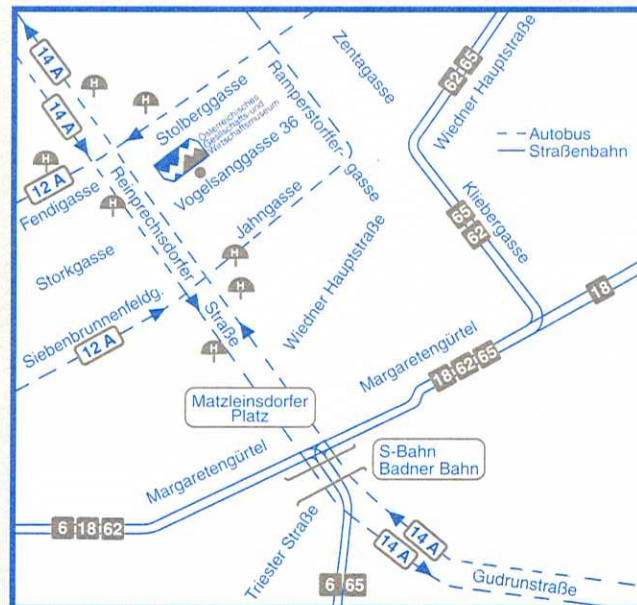 14 A
14 A
H
H
H
H
H
H
H
12 A
Fendigasse
Stolberggasse
Österreichisches
Gesellschafts- und
Wirtschaftsmuseum
Vogelsanggasse 36
Zentagasse
Ramperstorffer
gasse
62 65
Wiedner Hauptstraße
Autobus
Straßenbahn
Reinprechtsdorfer
Straße
Jahngasse
Storkgasse
Siebenbrunnenfeldg.
12 A
Wiedner Hauptstraße
65
62
Kliebergasse
18
Margaretengürtel
18 62 65
Matzleinsdorfer
Platz
S-Bahn
Badner Bahn
Margaretengürtel
6 18 62
Triester Straße
6 65
14 A
14 A
Gudrunstraße